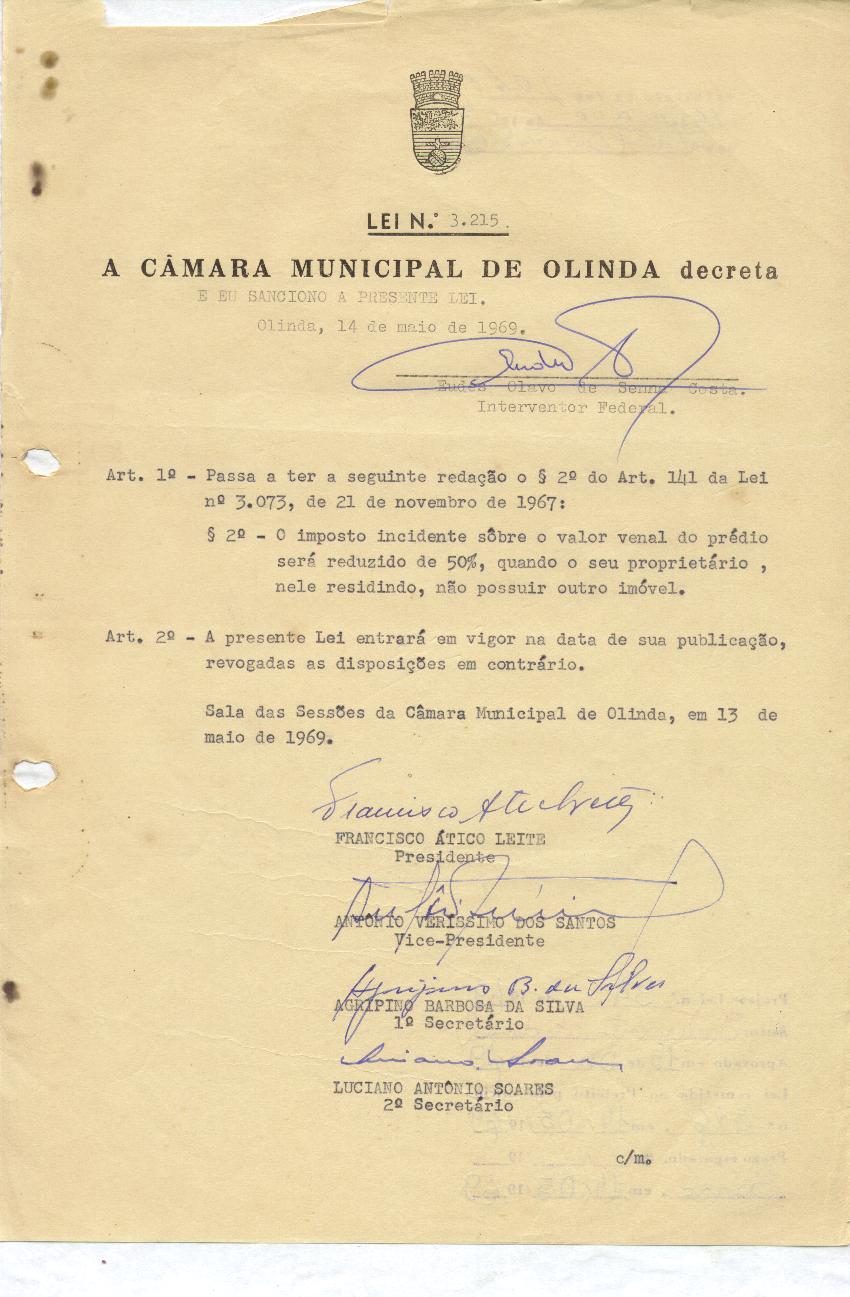 LEI N.º 3.215.
A CÂMARA MUNICIPAL DE OLINDA decreta
E EU SANCIONO A PRESENTE LEI.
Olinda, 14 de maio de 1969.
Eudes Olavo de Senna Costa.
Interventor Federal.
Art. 1º - Passa a ter a seguinte redação o § 2º do Art. 141 da Lei
nº 3.073, de 21 de novembro de 1967:
§ 2º - O imposto incidente sôbre o valor venal do prédio
será reduzido de 50%, quando o seu proprietário ,
nele residindo, não possuir outro imóvel.
Art. 2º - A presente Lei entrará em vigor na data de sua publicação,
revogadas as disposições em contrário.
Sala das Sessões da Câmara Municipal de Olinda, em 13 de
maio de 1969.
FRANCISCO ÁTICO LEITE
Presidente
ANTÔNIO VERÍSSIMO DOS SANTOS
Vice-Presidente
Agripino B. da Sylva
AGRIPINO BARBOSA DA SILVA
1º Secretário
Luciano Soares
LUCIANO ANTÔNIO SOARES
2º Secretário
c/m.